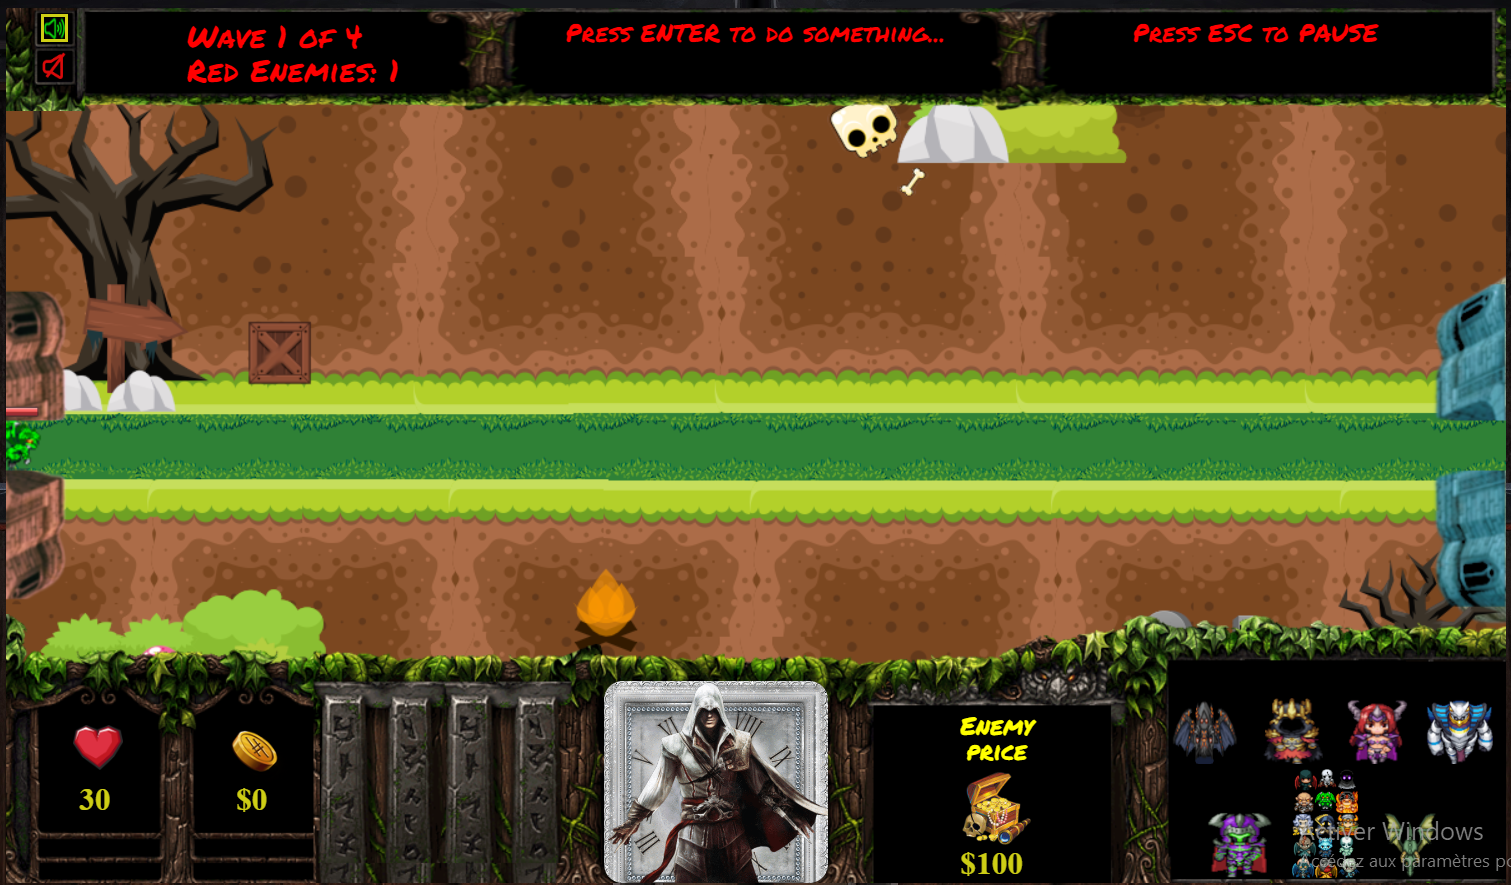 Wave 1 of 4
Red Enemies: 1
Press ENTER to do something...
Press ESC to PAUSE
30
$0
Enemy
price
$100
Activer Windows
Accédez aux paramètres po